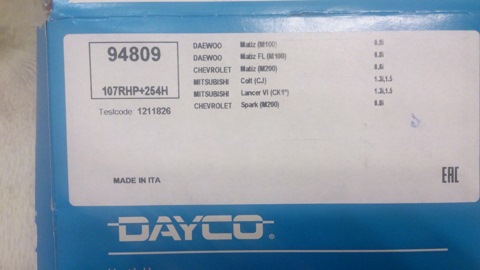 94809
107RHP+254H
Testcode 1211826
DAEWOO Matiz (M100) 0.8i
DAEWOO Matiz FL (M100) 0.8i
CHEVROLET Matiz (M200) 0.8i
MITSUBISHI Colt (CJ) 1.3i,1.5
MITSUBISHI Lancer VI (CK1*) 1.3i,1.5
CHEVROLET Spark (M200) 0.8i
MADE IN ITA
EAC
DAYCO